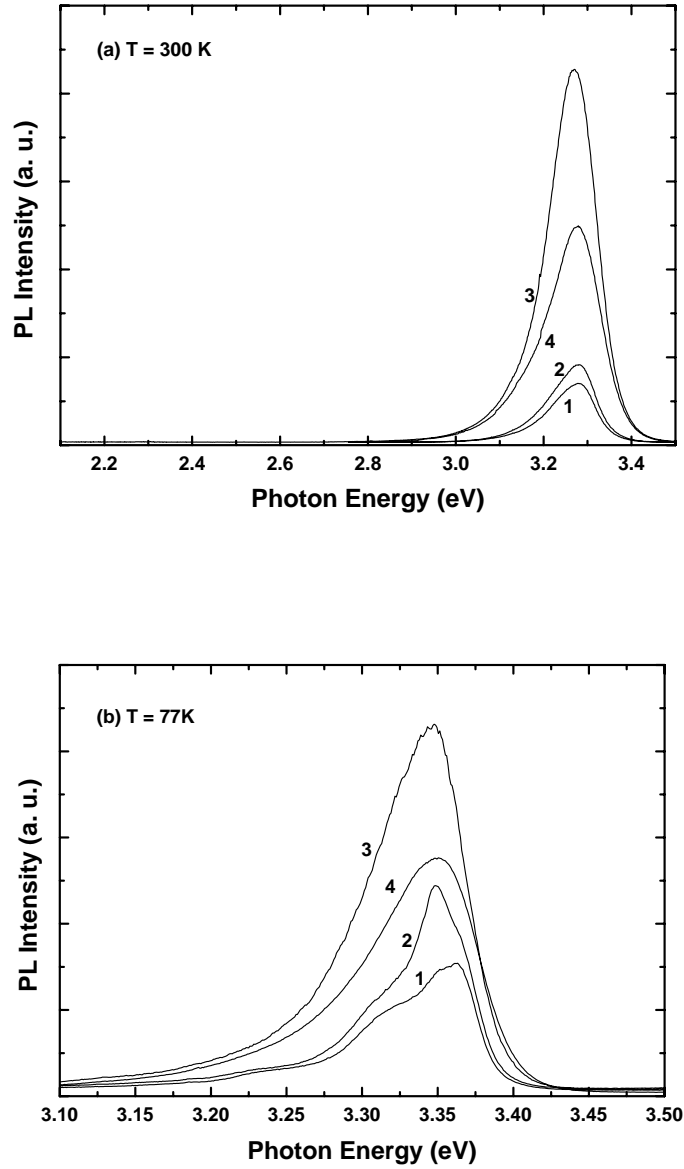 (a) T = 300 K
PL Intensity (a. u.)
3
4
2
1
2.2 2.4 2.6 2.8 3.0 3.2 3.4
Photon Energy (eV)
(b) T = 77K
PL Intensity (a. u.)
3
4
2
1
3.10 3.15 3.20 3.25 3.30 3.35 3.40 3.45 3.50
Photon Energy (eV)